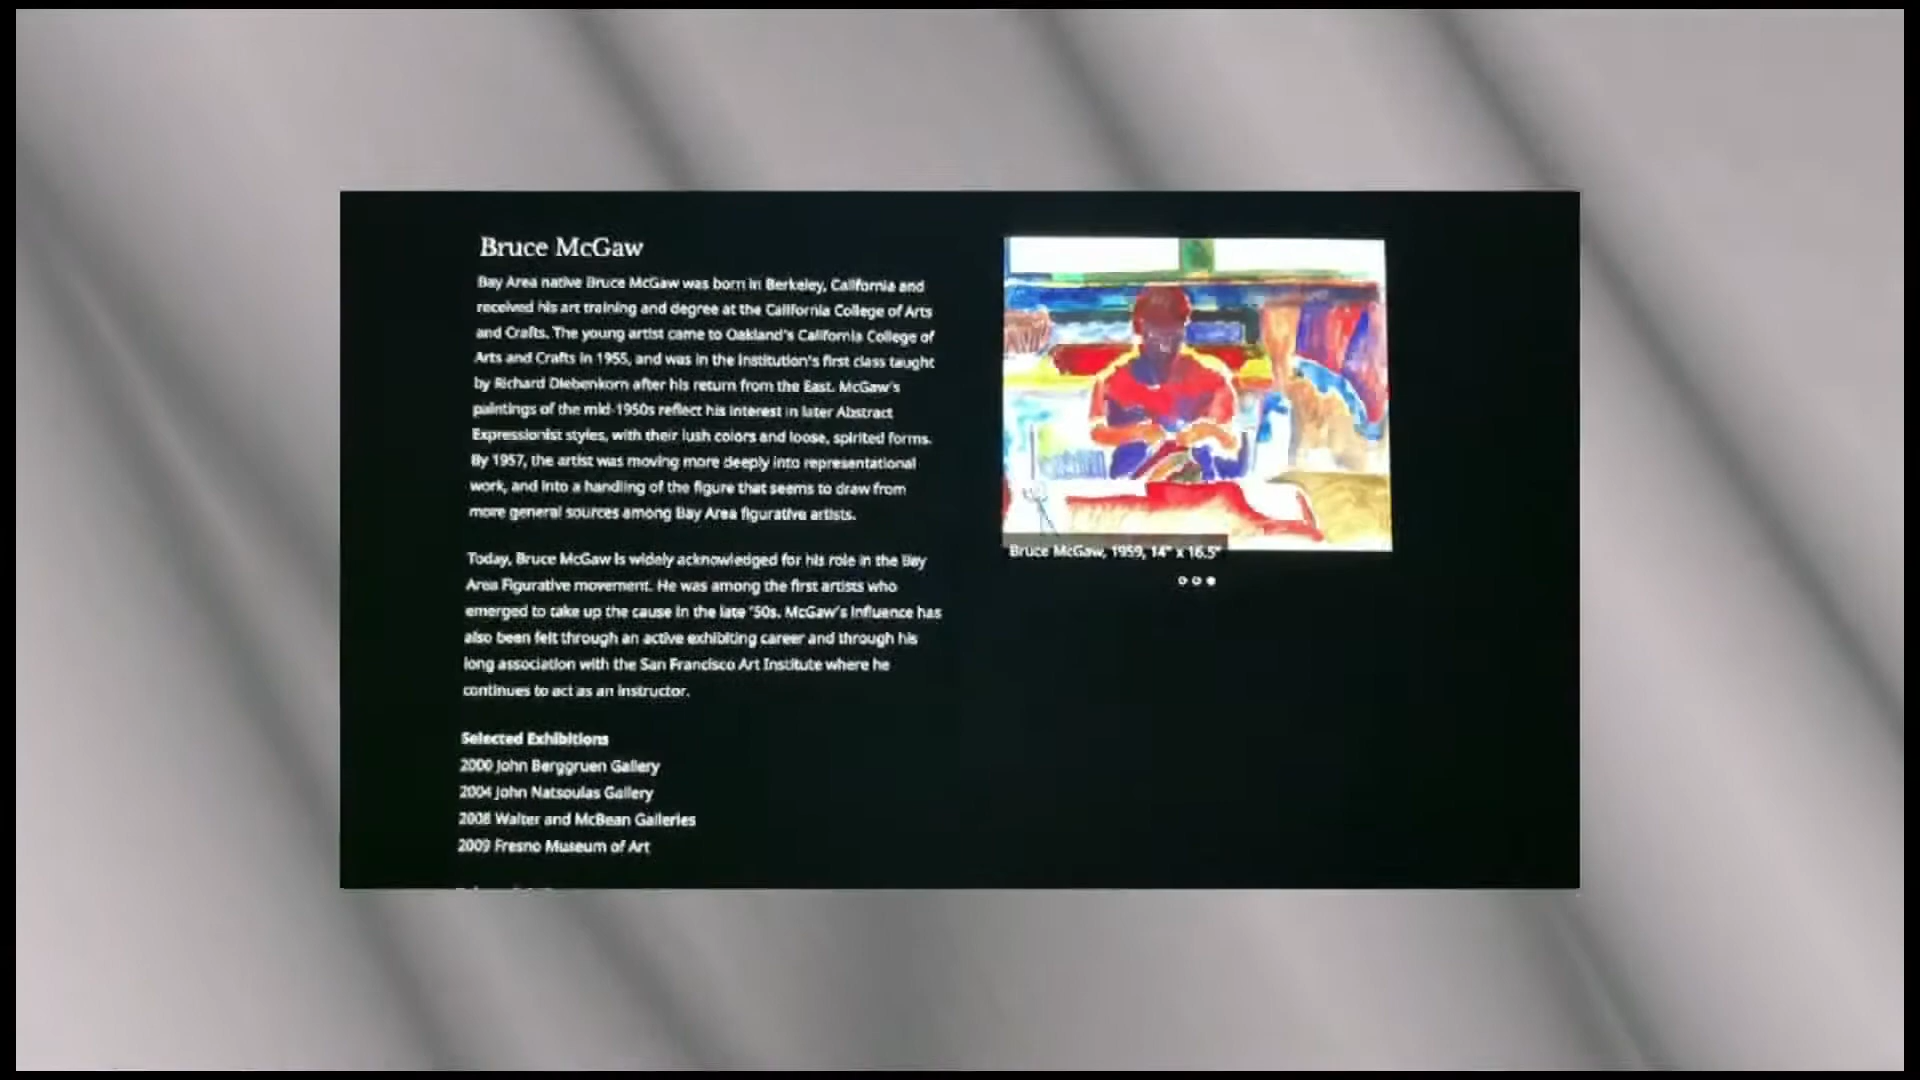 Bruce McGaw
Bay Area native Bruce McGaw was born in Berkeley, California and
received his art training and degree at the California College of Arts
and Crafts. The young artist came to Oakland's California College of
Arts and Crafts in 1955, and was in the institution's first class taught
by Richard Diebenkorn after his return from the East. McGaw's
paintings of the mid-1950s reflect his interest in later Abstract
Expressionist styles, with their lush colors and loose, spirited forms.
By 1957, the artist was moving more deeply into representational
work, and into a handling of the figure that seems to draw from
more general sources among Bay Area figurative artists.
Today, Bruce McGaw is widely acknowledged for his role in the Bay
Area Figurative movement. He was among the first artists who
emerged to take up the cause in the late '50s. McGaw's influence has
also been felt through an active exhibiting career and through his
long association with the San Francisco Art Institute where he
continues to act as an instructor.
Selected Exhibitions
2000 John Berggruen Gallery
2004 John Natsoulas Gallery
2008 Walter and McBean Galleries
2009 Fresno Museum of Art
Bruce McGaw, 1959, 14" x 16.5"